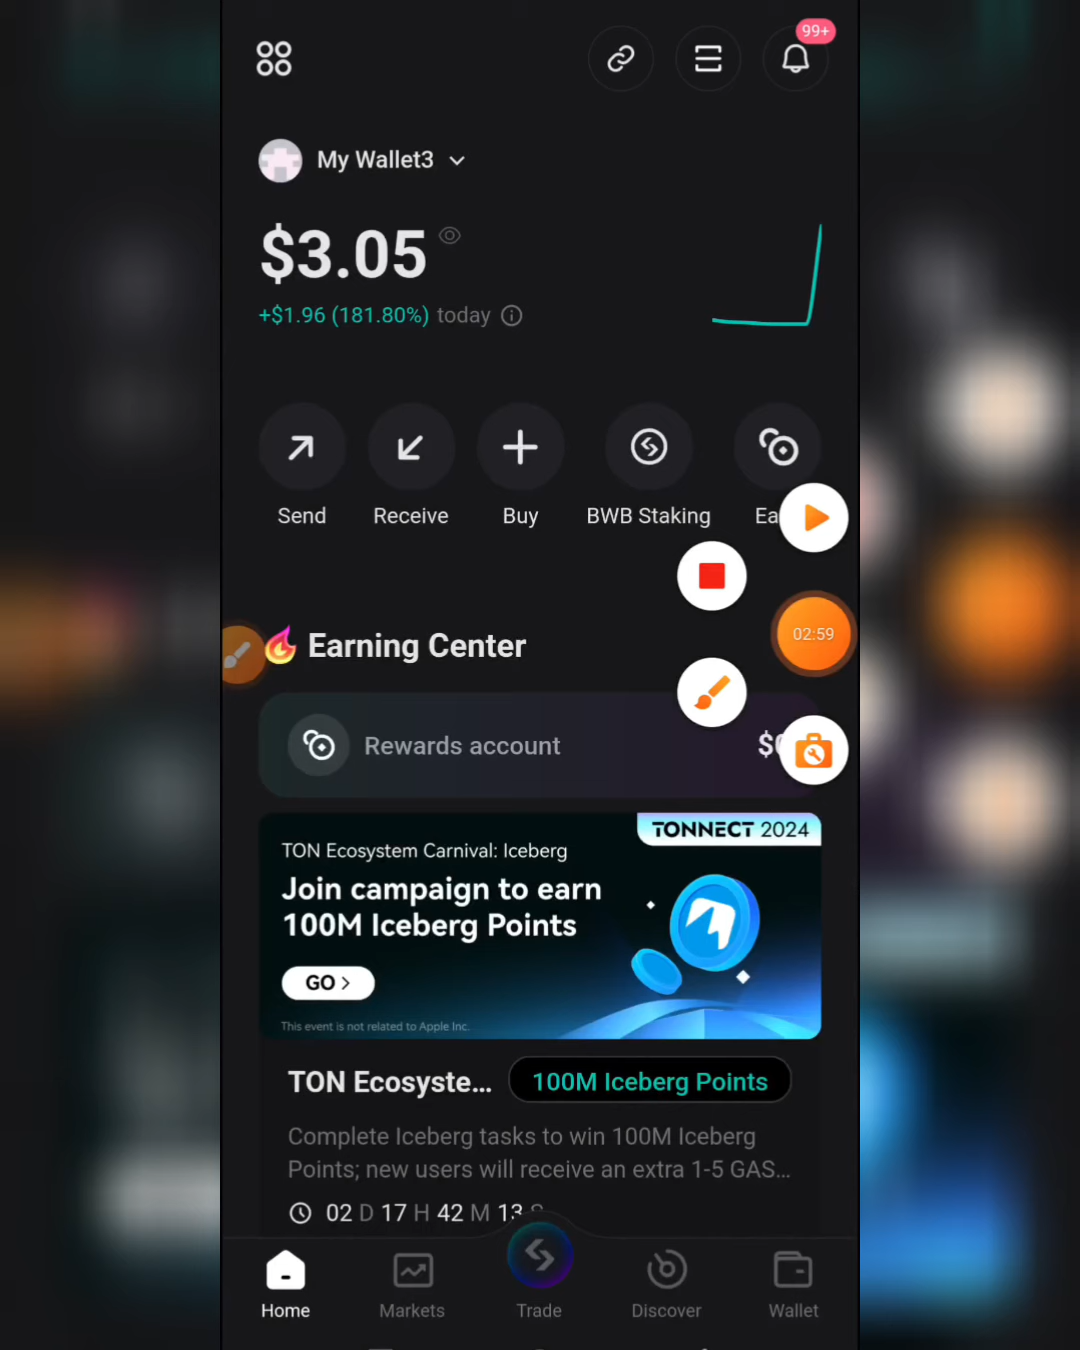 99+
My Wallet3
$3.05
+$1.96 (181.80%) today
Send
Receive
Buy
BWB Staking
02:59
Earning Center
Rewards account
TONNECT 2024
TON Ecosystem Carnival: Iceberg
Join campaign to earn
100M Iceberg Points
GO >
This event is not related to Apple Inc.
TON Ecosyste...
100M Iceberg Points
Complete Iceberg tasks to win 100M Iceberg
Points; new users will receive an extra 1-5 GAS...
02 D 17 H 42 M 13
Home
Markets
Trade
Discover
Wallet